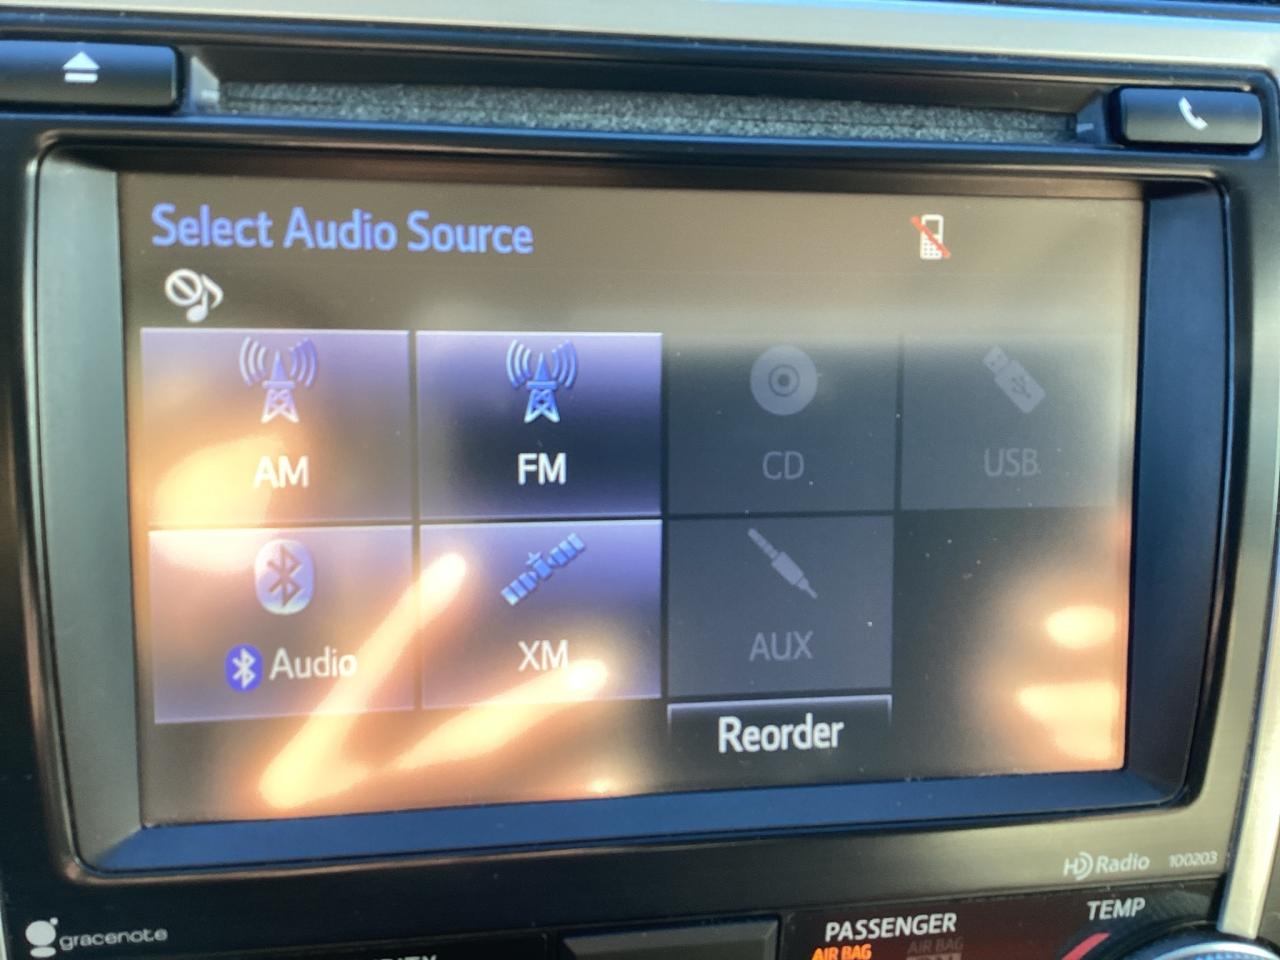 Select Audio Source
AM
FM
CD
USB
Audio
XM
AUX
Reorder
HD Radio 100203
gracenote
PASSENGER
AIR BAG
AIR BAG
TEMP